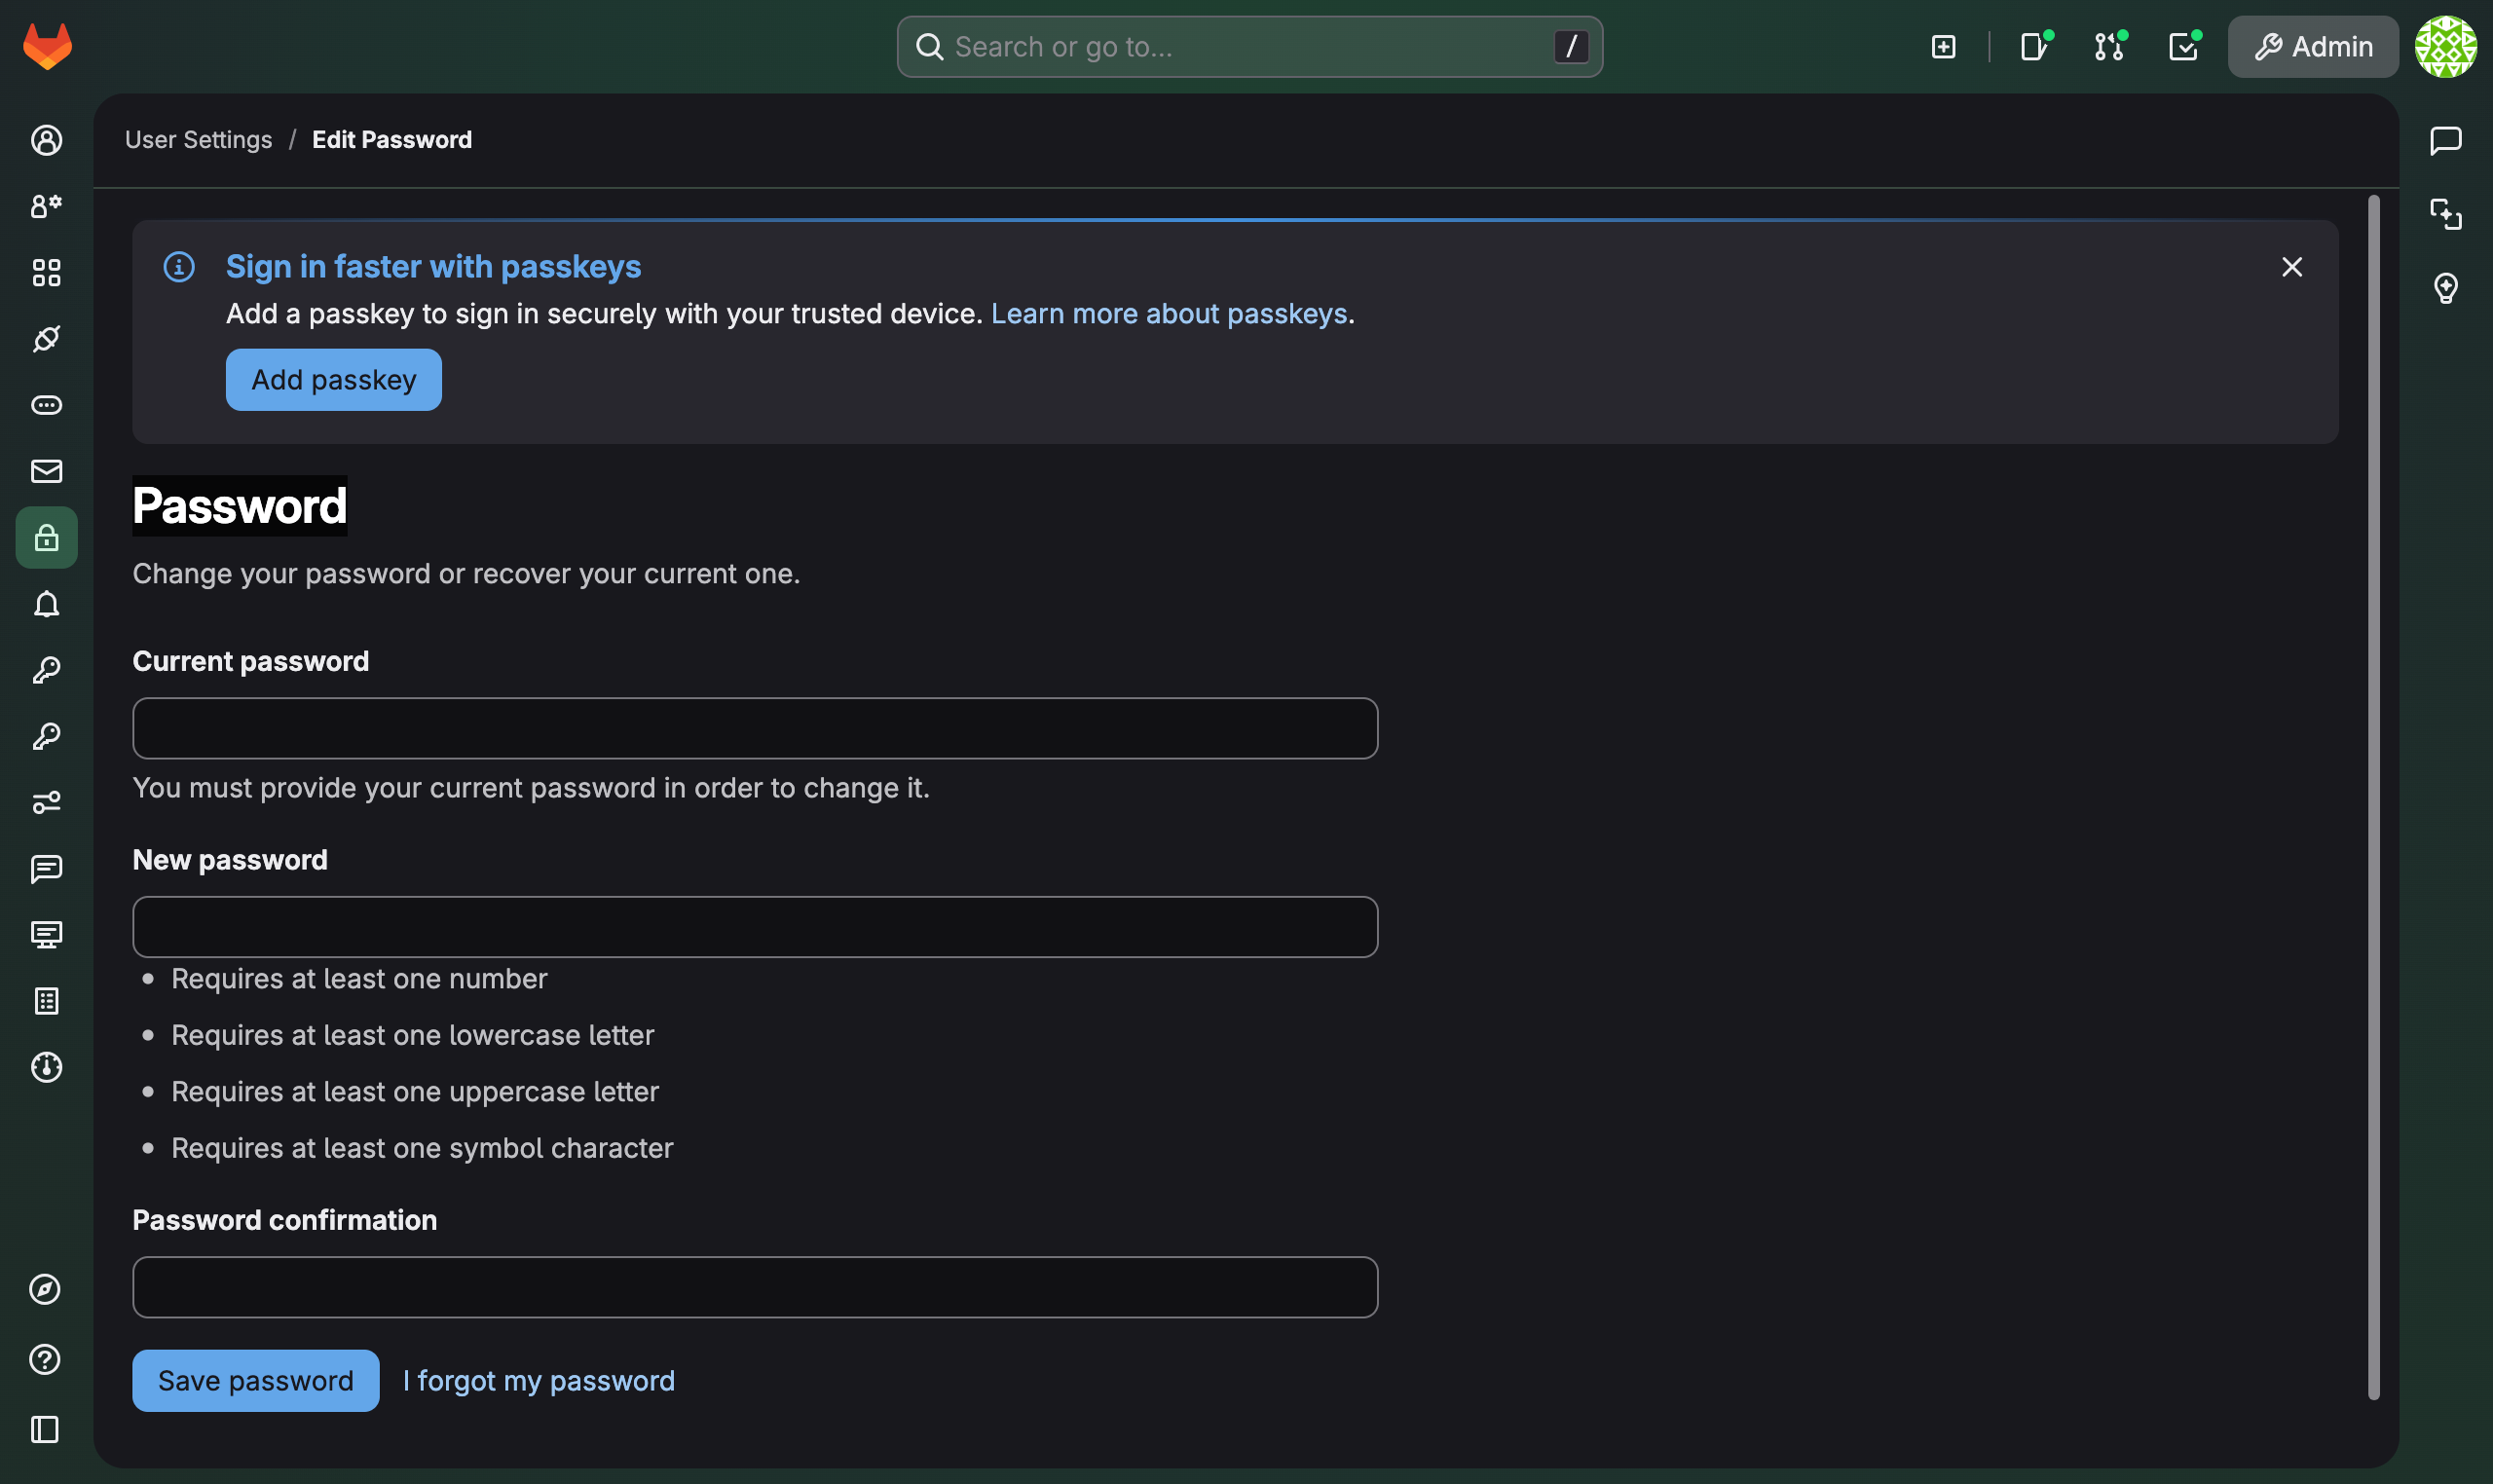 Search or go to...
/
Admin
User Settings / Edit Password
Sign in faster with passkeys
Add a passkey to sign in securely with your trusted device. Learn more about passkeys.
Add passkey
Password
Change your password or recover your current one.
Current password
You must provide your current password in order to change it.
New password
Requires at least one number
Requires at least one lowercase letter
Requires at least one uppercase letter
Requires at least one symbol character
Password confirmation
Save password
I forgot my password